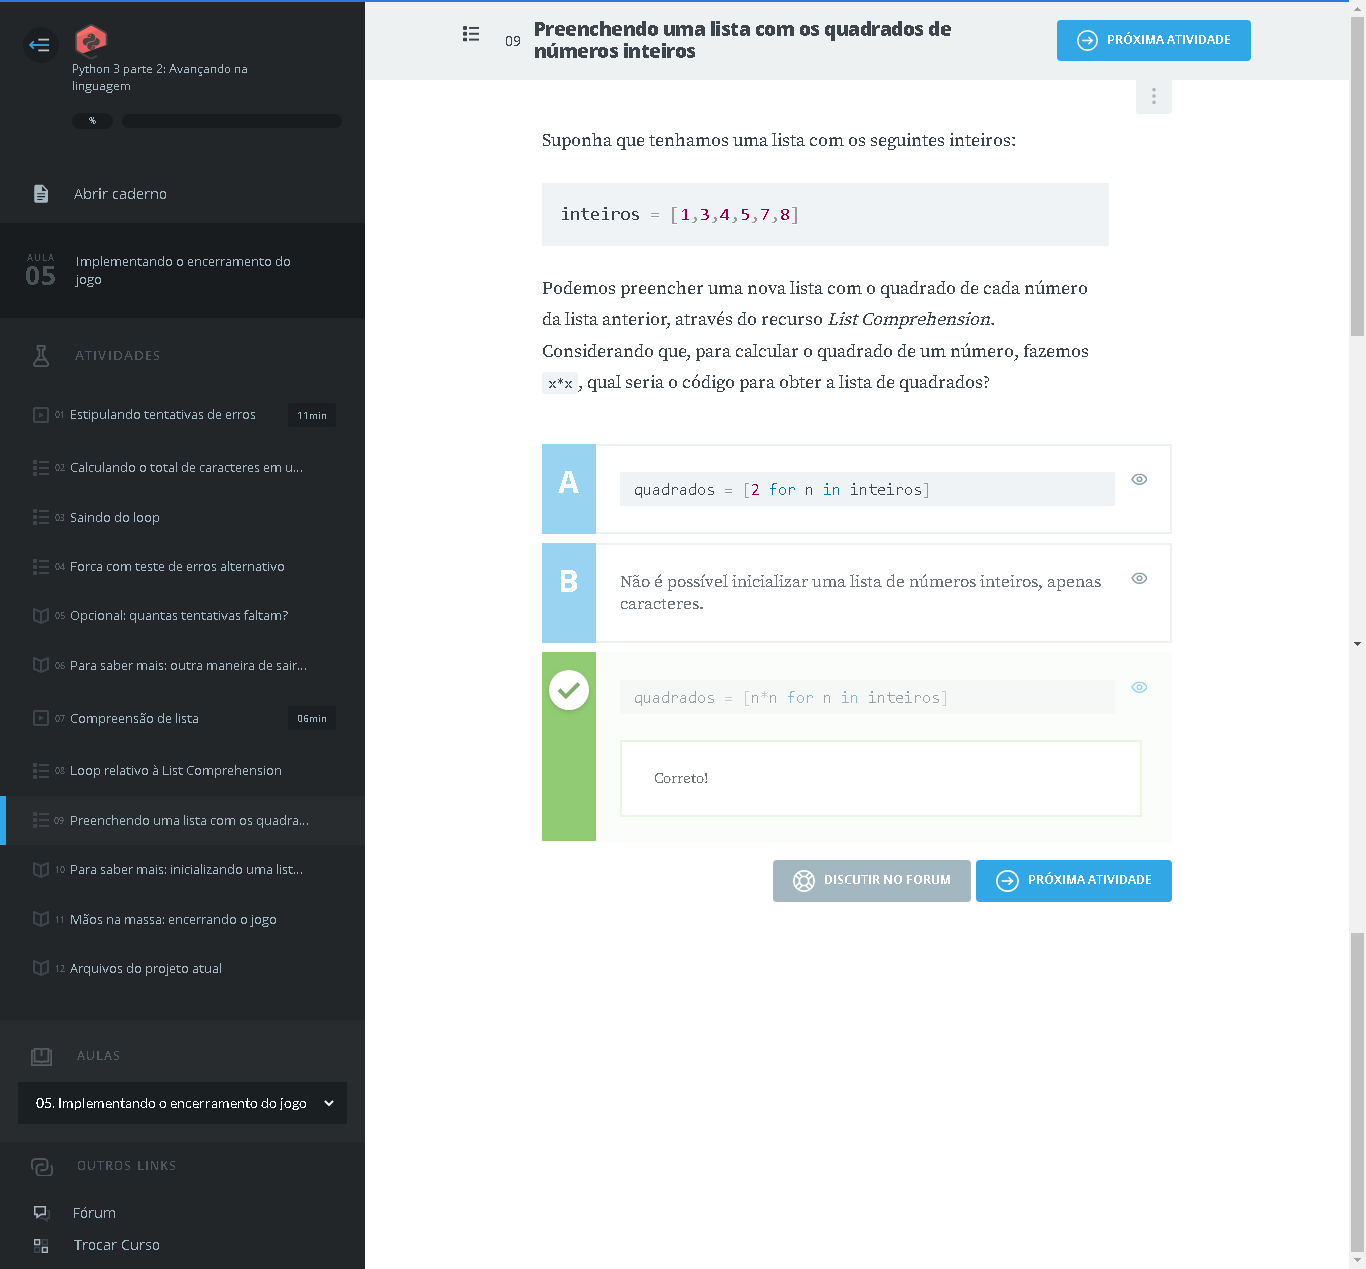 Python 3 parte 2: Avançando na
linguagem
%
Abrir caderno
AULA
05
Implementando o encerramento do
jogo
ATIVIDADES
01 Estipulando tentativas de erros 11min
02 Calculando o total de caracteres em u...
03 Saindo do loop
04 Forca com teste de erros alternativo
05 Opcional: quantas tentativas faltam?
06 Para saber mais: outra maneira de sair...
07 Compreensão de lista 06min
08 Loop relativo à List Comprehension
09 Preenchendo uma lista com os quadra...
10 Para saber mais: inicializando uma list...
11 Mãos na massa: encerrando o jogo
12 Arquivos do projeto atual
AULAS
05. Implementando o encerramento do jogo
OUTROS LINKS
Fórum
Trocar Curso
09 Preenchendo uma lista com os quadrados de
números inteiros
PRÓXIMA ATIVIDADE
Suponha que tenhamos uma lista com os seguintes inteiros:
inteiros = [1,3,4,5,7,8]
Podemos preencher uma nova lista com o quadrado de cada número
da lista anterior, através do recurso List Comprehension.
Considerando que, para calcular o quadrado de um número, fazemos
x*x, qual seria o código para obter a lista de quadrados?
A
quadrados = [2 for n in inteiros]
B
Não é possível inicializar uma lista de números inteiros, apenas
caracteres.
quadrados = [n*n for n in inteiros]
Correto!
DISCUTIR NO FORUM
PRÓXIMA ATIVIDADE